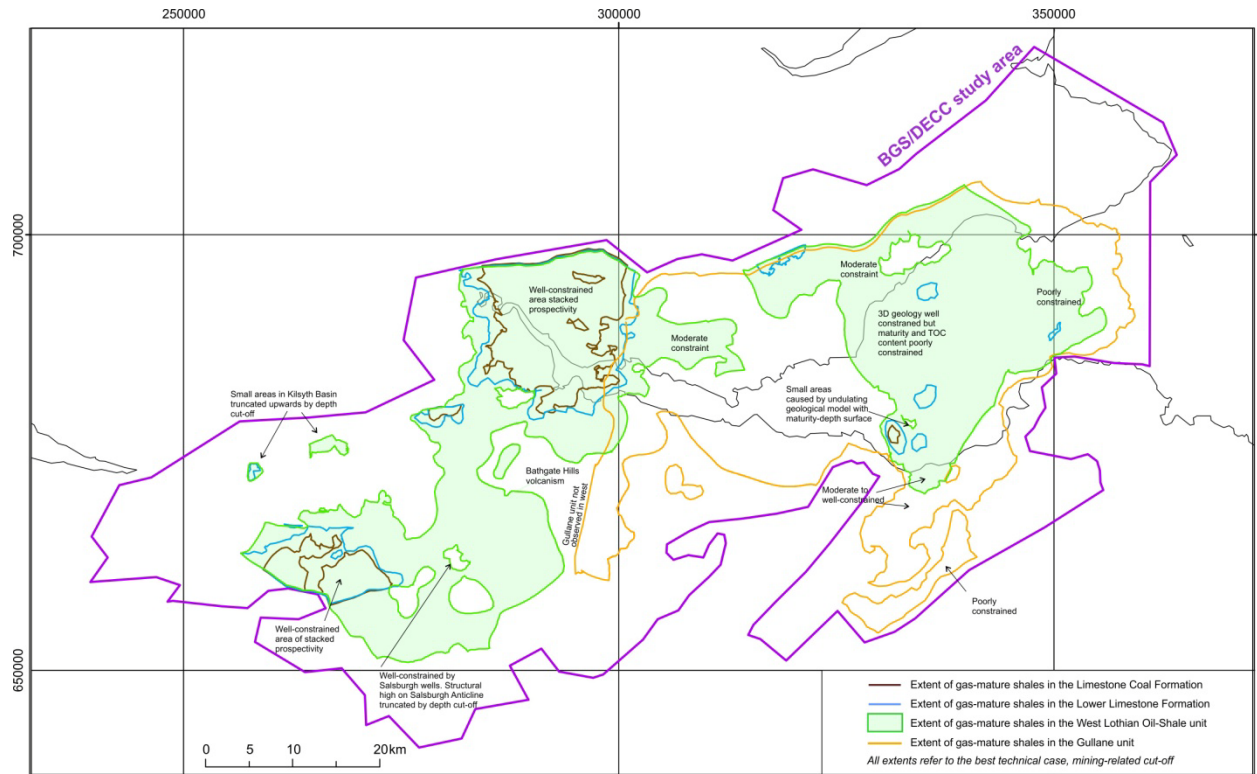 250000
300000
350000
BGS/DECC study area
700000
Moderate
constraint
Well-constrained
area stacked
prospectivity
Poorly
constrained
3D geology well
constrained but
maturity and TOC
content poorly
constrained
Moderate
constraint
Small areas in Kilsyth Basin
truncated upwards by depth
cut-off
Small areas
caused by undulating
geological model with
maturity-depth surface
Bathgate Hills
volcanism
Gullane unit not
observed in west
Moderate to
well-constrained
Poorly
constrained
Well-constrained
area of stacked
prospectivity
650000
Well-constrained by
Salsburgh wells. Structural
high on Salsburgh Anticline
truncated by depth cut-off
Extent of gas-mature shales in the Limestone Coal Formation
Extent of gas-mature shales in the Lower Limestone Formation
Extent of gas-mature shales in the West Lothian Oil-Shale unit
Extent of gas-mature shales in the Gullane unit
All extents refer to the best technical case, mining-related cut-off
0 5 10 20km